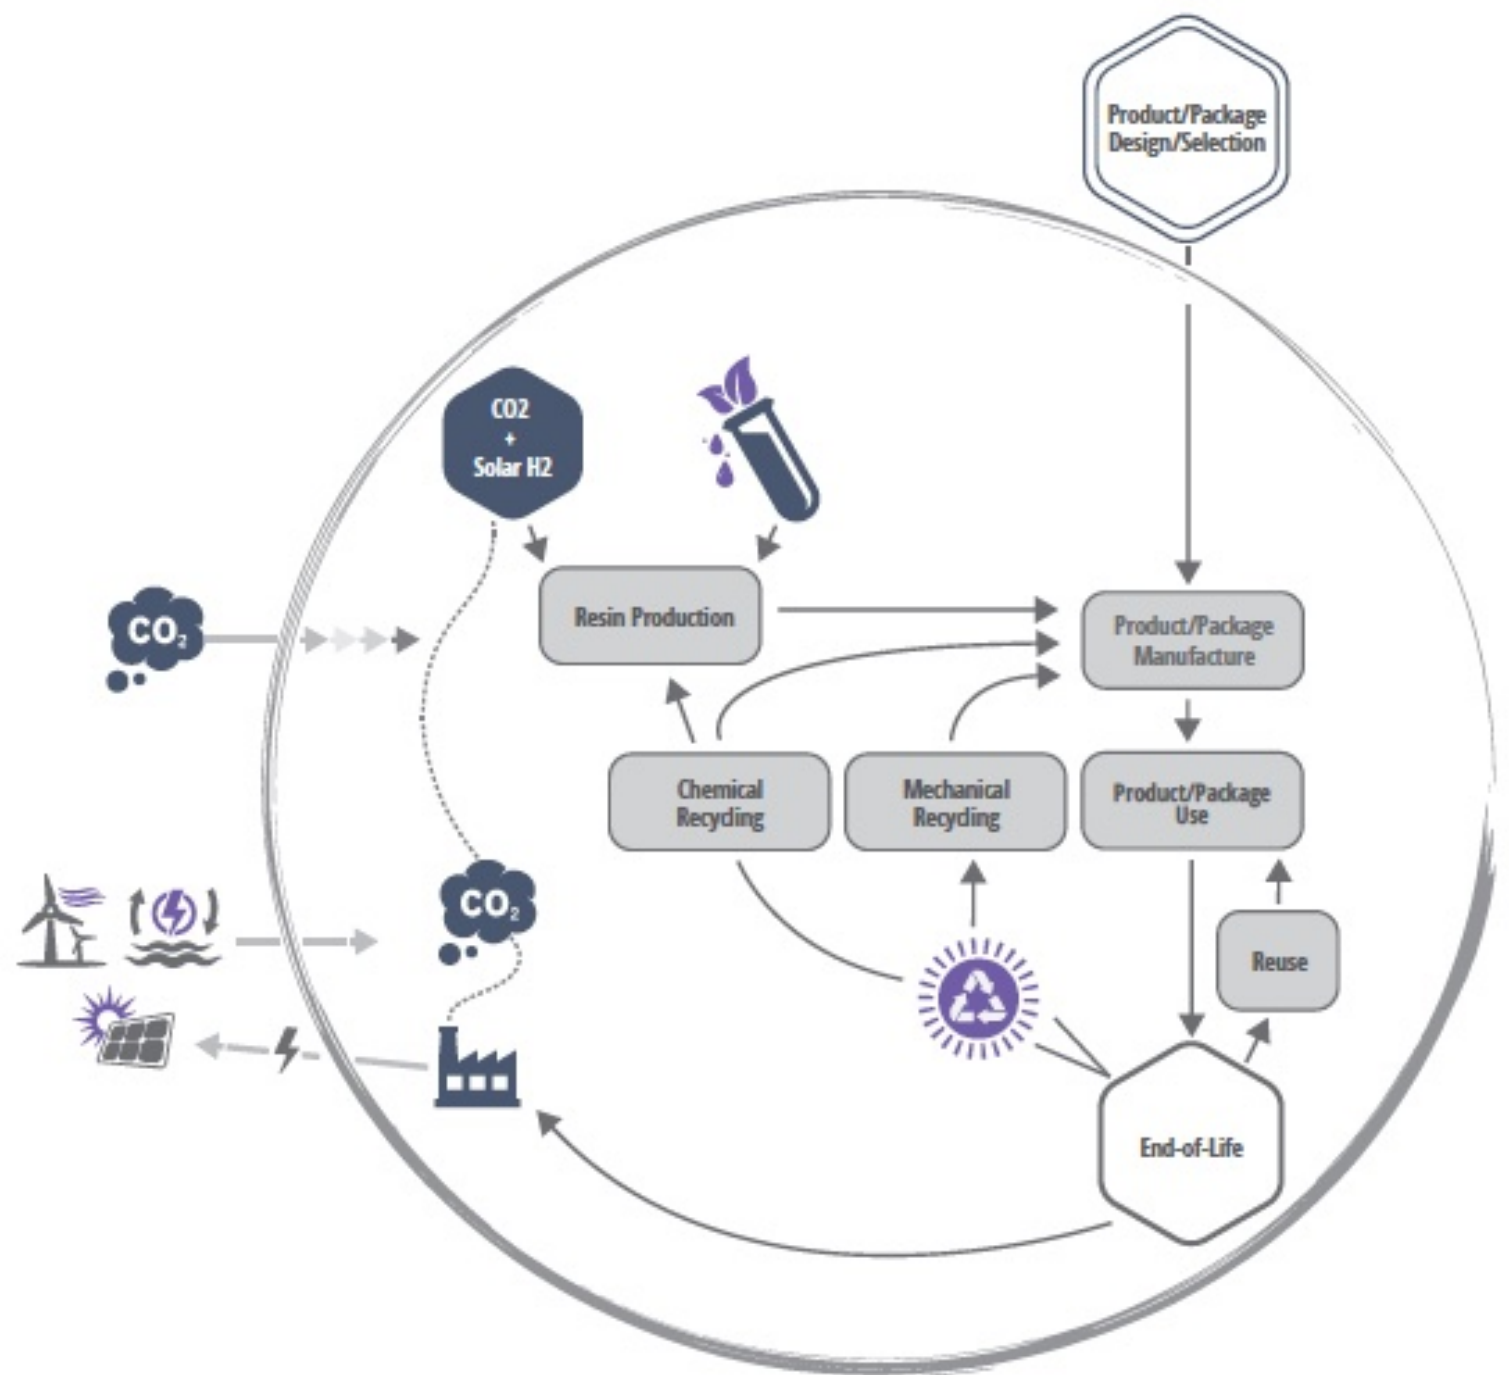 Product/Package
Design/Selection
CO2
+
Solar H2
CO₂
Resin Production
Product/Package
Manufacture
Chemical
Recycling
Mechanical
Recycling
Product/Package
Use
CO₂
Reuse
End-of-Life